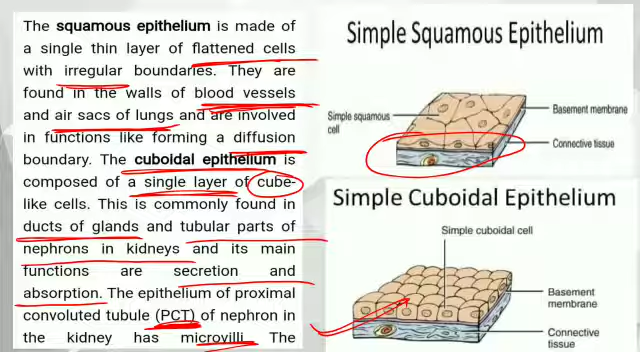 The squamous epithelium is made of
a single thin layer of flattened cells
with irregular boundaries. They are
found in the walls of blood vessels
and air sacs of lungs and are involved
in functions like forming a diffusion
boundary. The cuboidal epithelium is
composed of a single layer of cube-
like cells. This is commonly found in
ducts of glands and tubular parts of
nephrons in kidneys and its main
functions are secretion and
absorption. The epithelium of proximal
convoluted tubule (PCT) of nephron in
the kidney has microvilli. The
Simple Squamous Epithelium
Simple squamous
cell
Basement membrane
Connective tissue
Simple Cuboidal Epithelium
Simple cuboidal cell
Basement
membrane
Connective
tissue